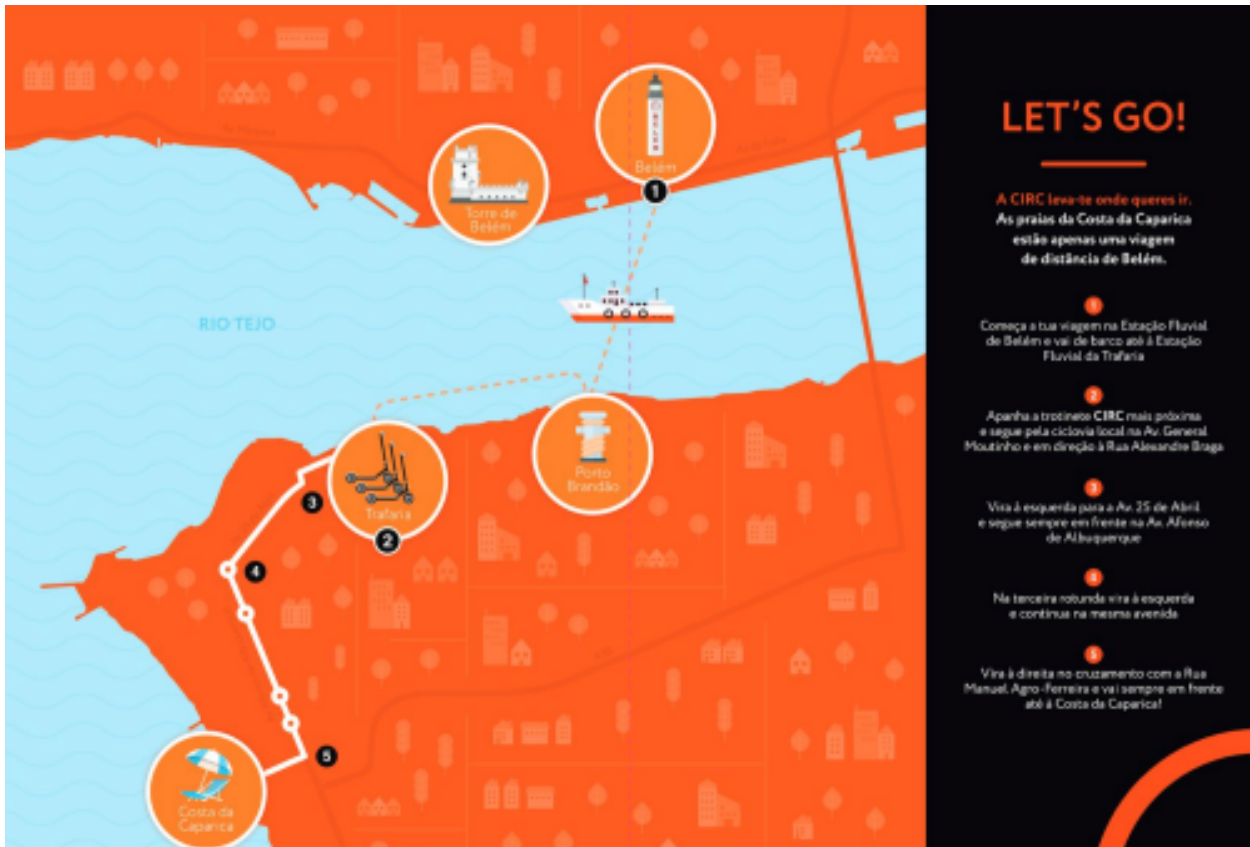 Belém
1
Torre de
Belém
RIO TEJO
Porto
Brandão
Trafaria
2
3
4
5
Costa da
Caparica
LET'S GO!
A CIRC leva-te onde queres ir.
As praias da Costa da Caparica
estão apenas uma viagem
de distância de Belém.
1
Começa a tua viagem na Estação Fluvial
de Belém e vai de barco até à Estação
Fluvial da Trafaria
2
Apanha a trotinete CIRC mais próxima
e segue pela ciclovia local na Av. General
Moutinho e em direção à Rua Alexandre Braga
3
Vira à esquerda para a Av. 25 de Abril
e segue sempre em frente na Av. Afonso
de Albuquerque
4
Na terceira rotunda vira à esquerda
e continua na mesma avenida
5
Vira à direita no cruzamento com a Rua
Manuel Agro-Ferreira e vai sempre em frente
até à Costa da Caparica!